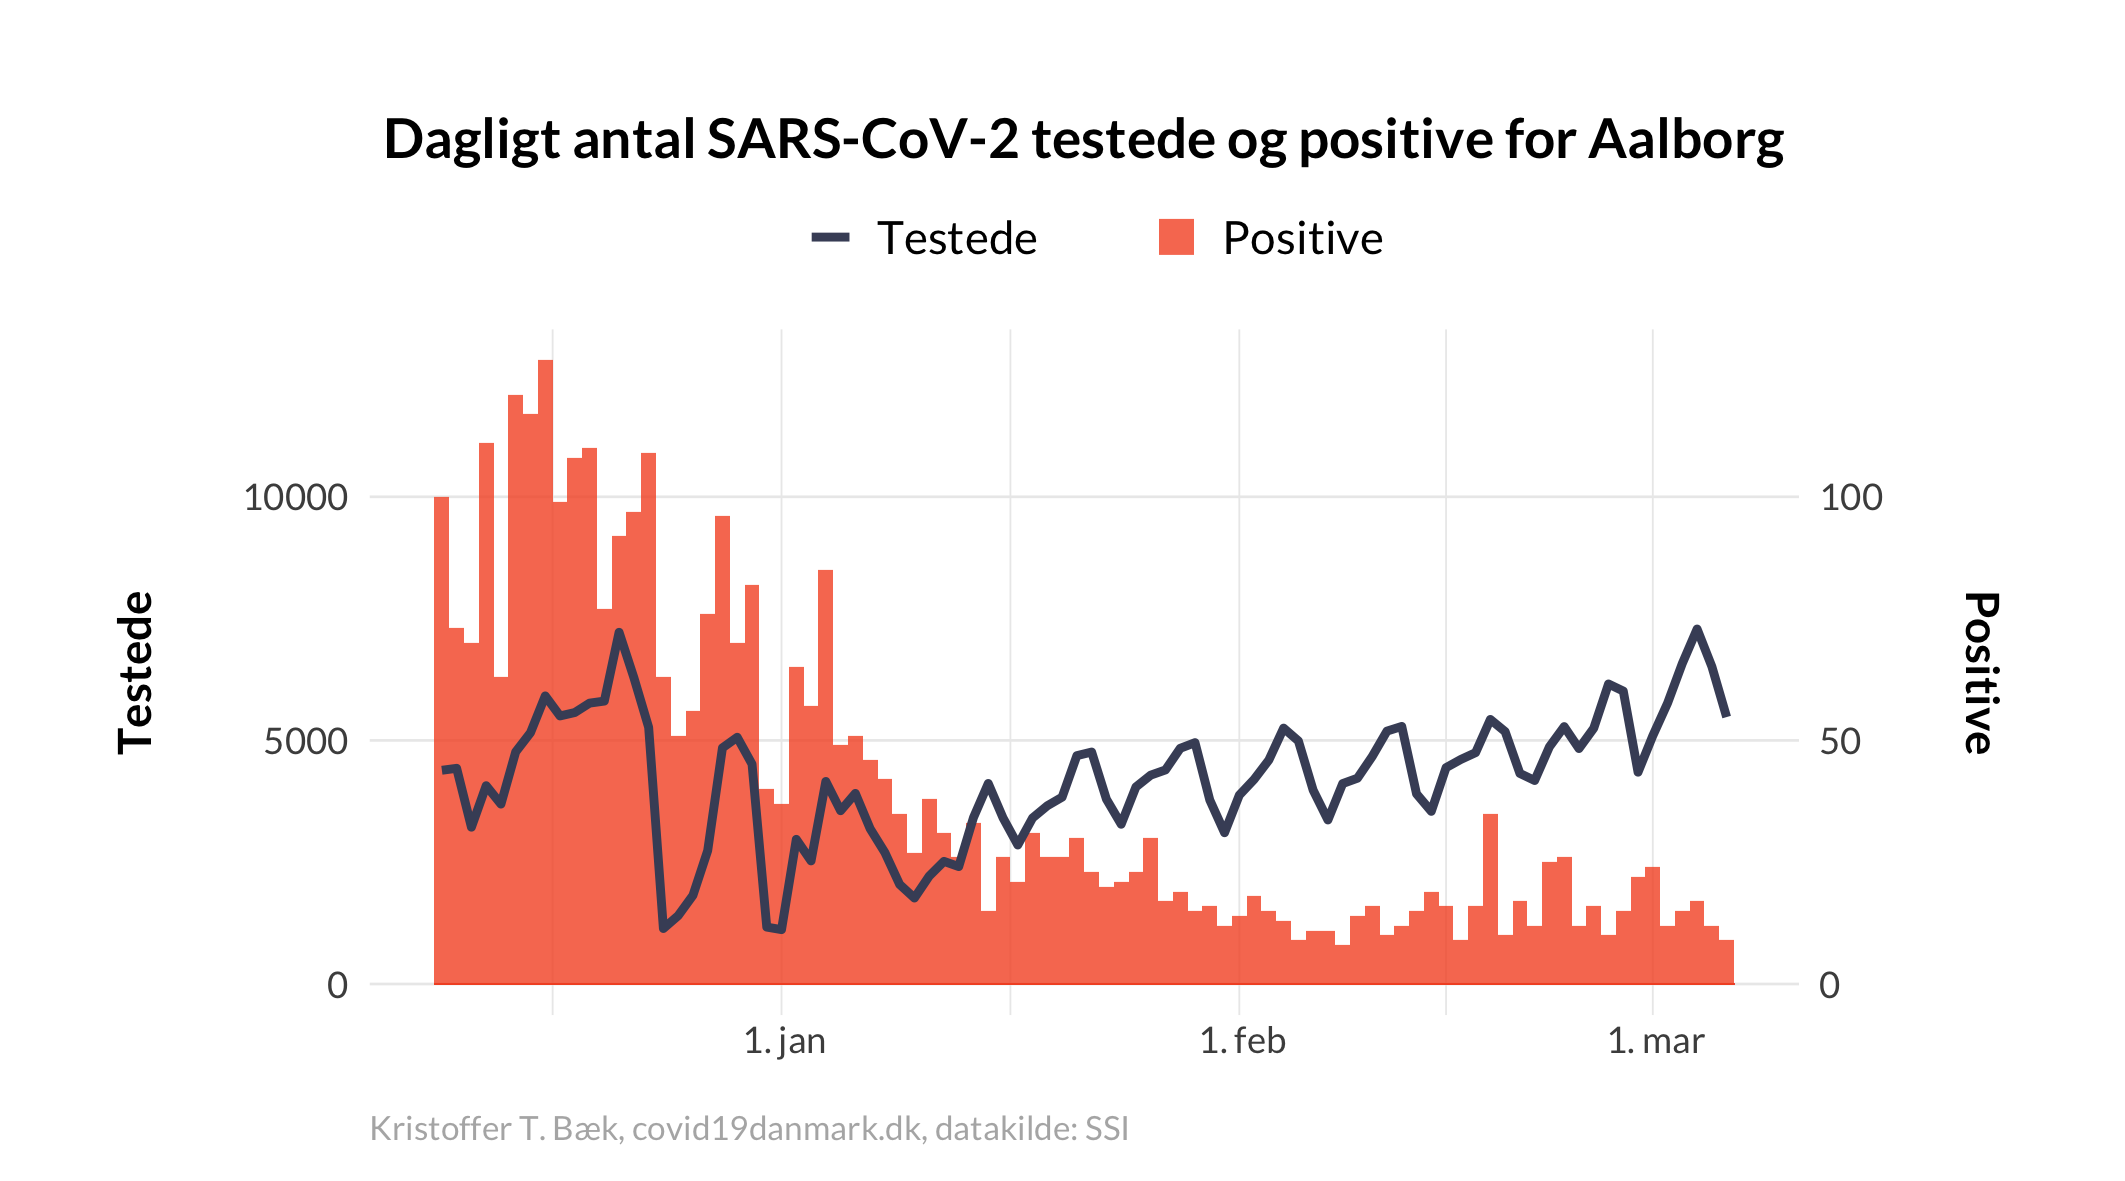 Dagligt antal SARS-CoV-2 testede og positive for Aalborg
Testede
Positive
10000
5000
0
Testede
100
50
0
Positive
1. jan
1. feb
1. mar
Kristoffer T. Bæk, covid19danmark.dk, datakilde: SSI